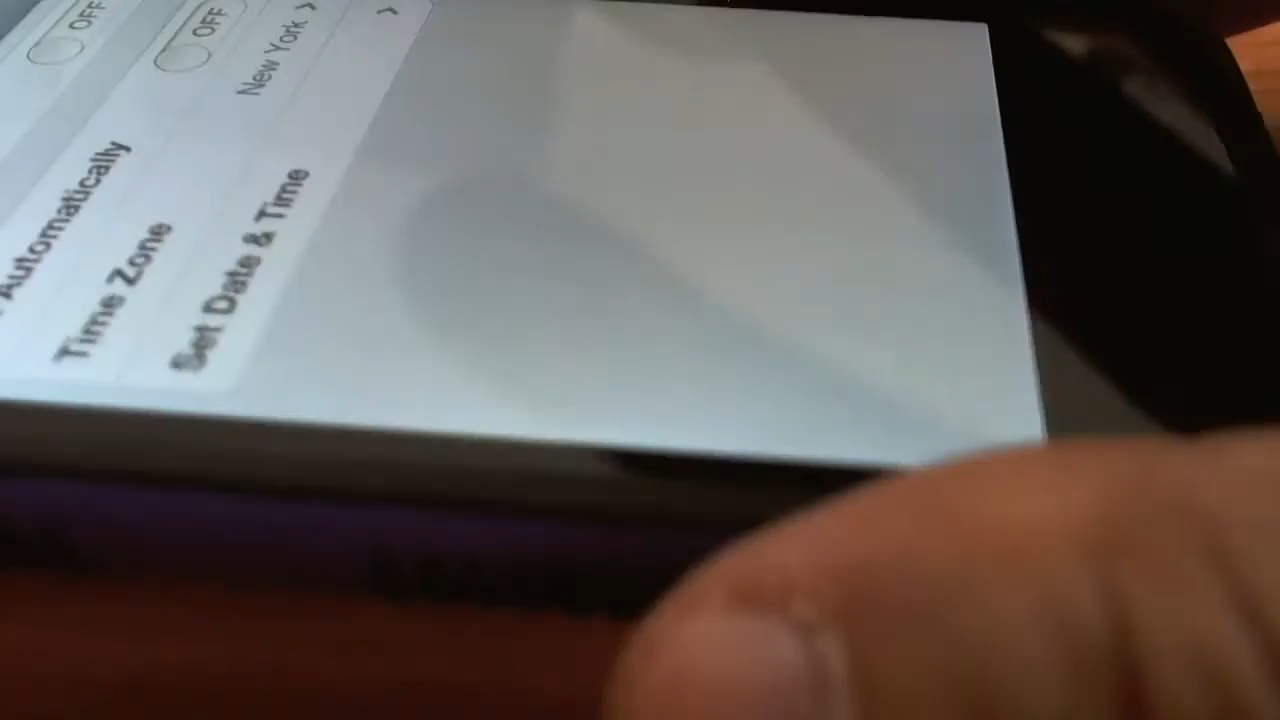 OFF
Automatically OFF
Time Zone New York >
Set Date & Time >